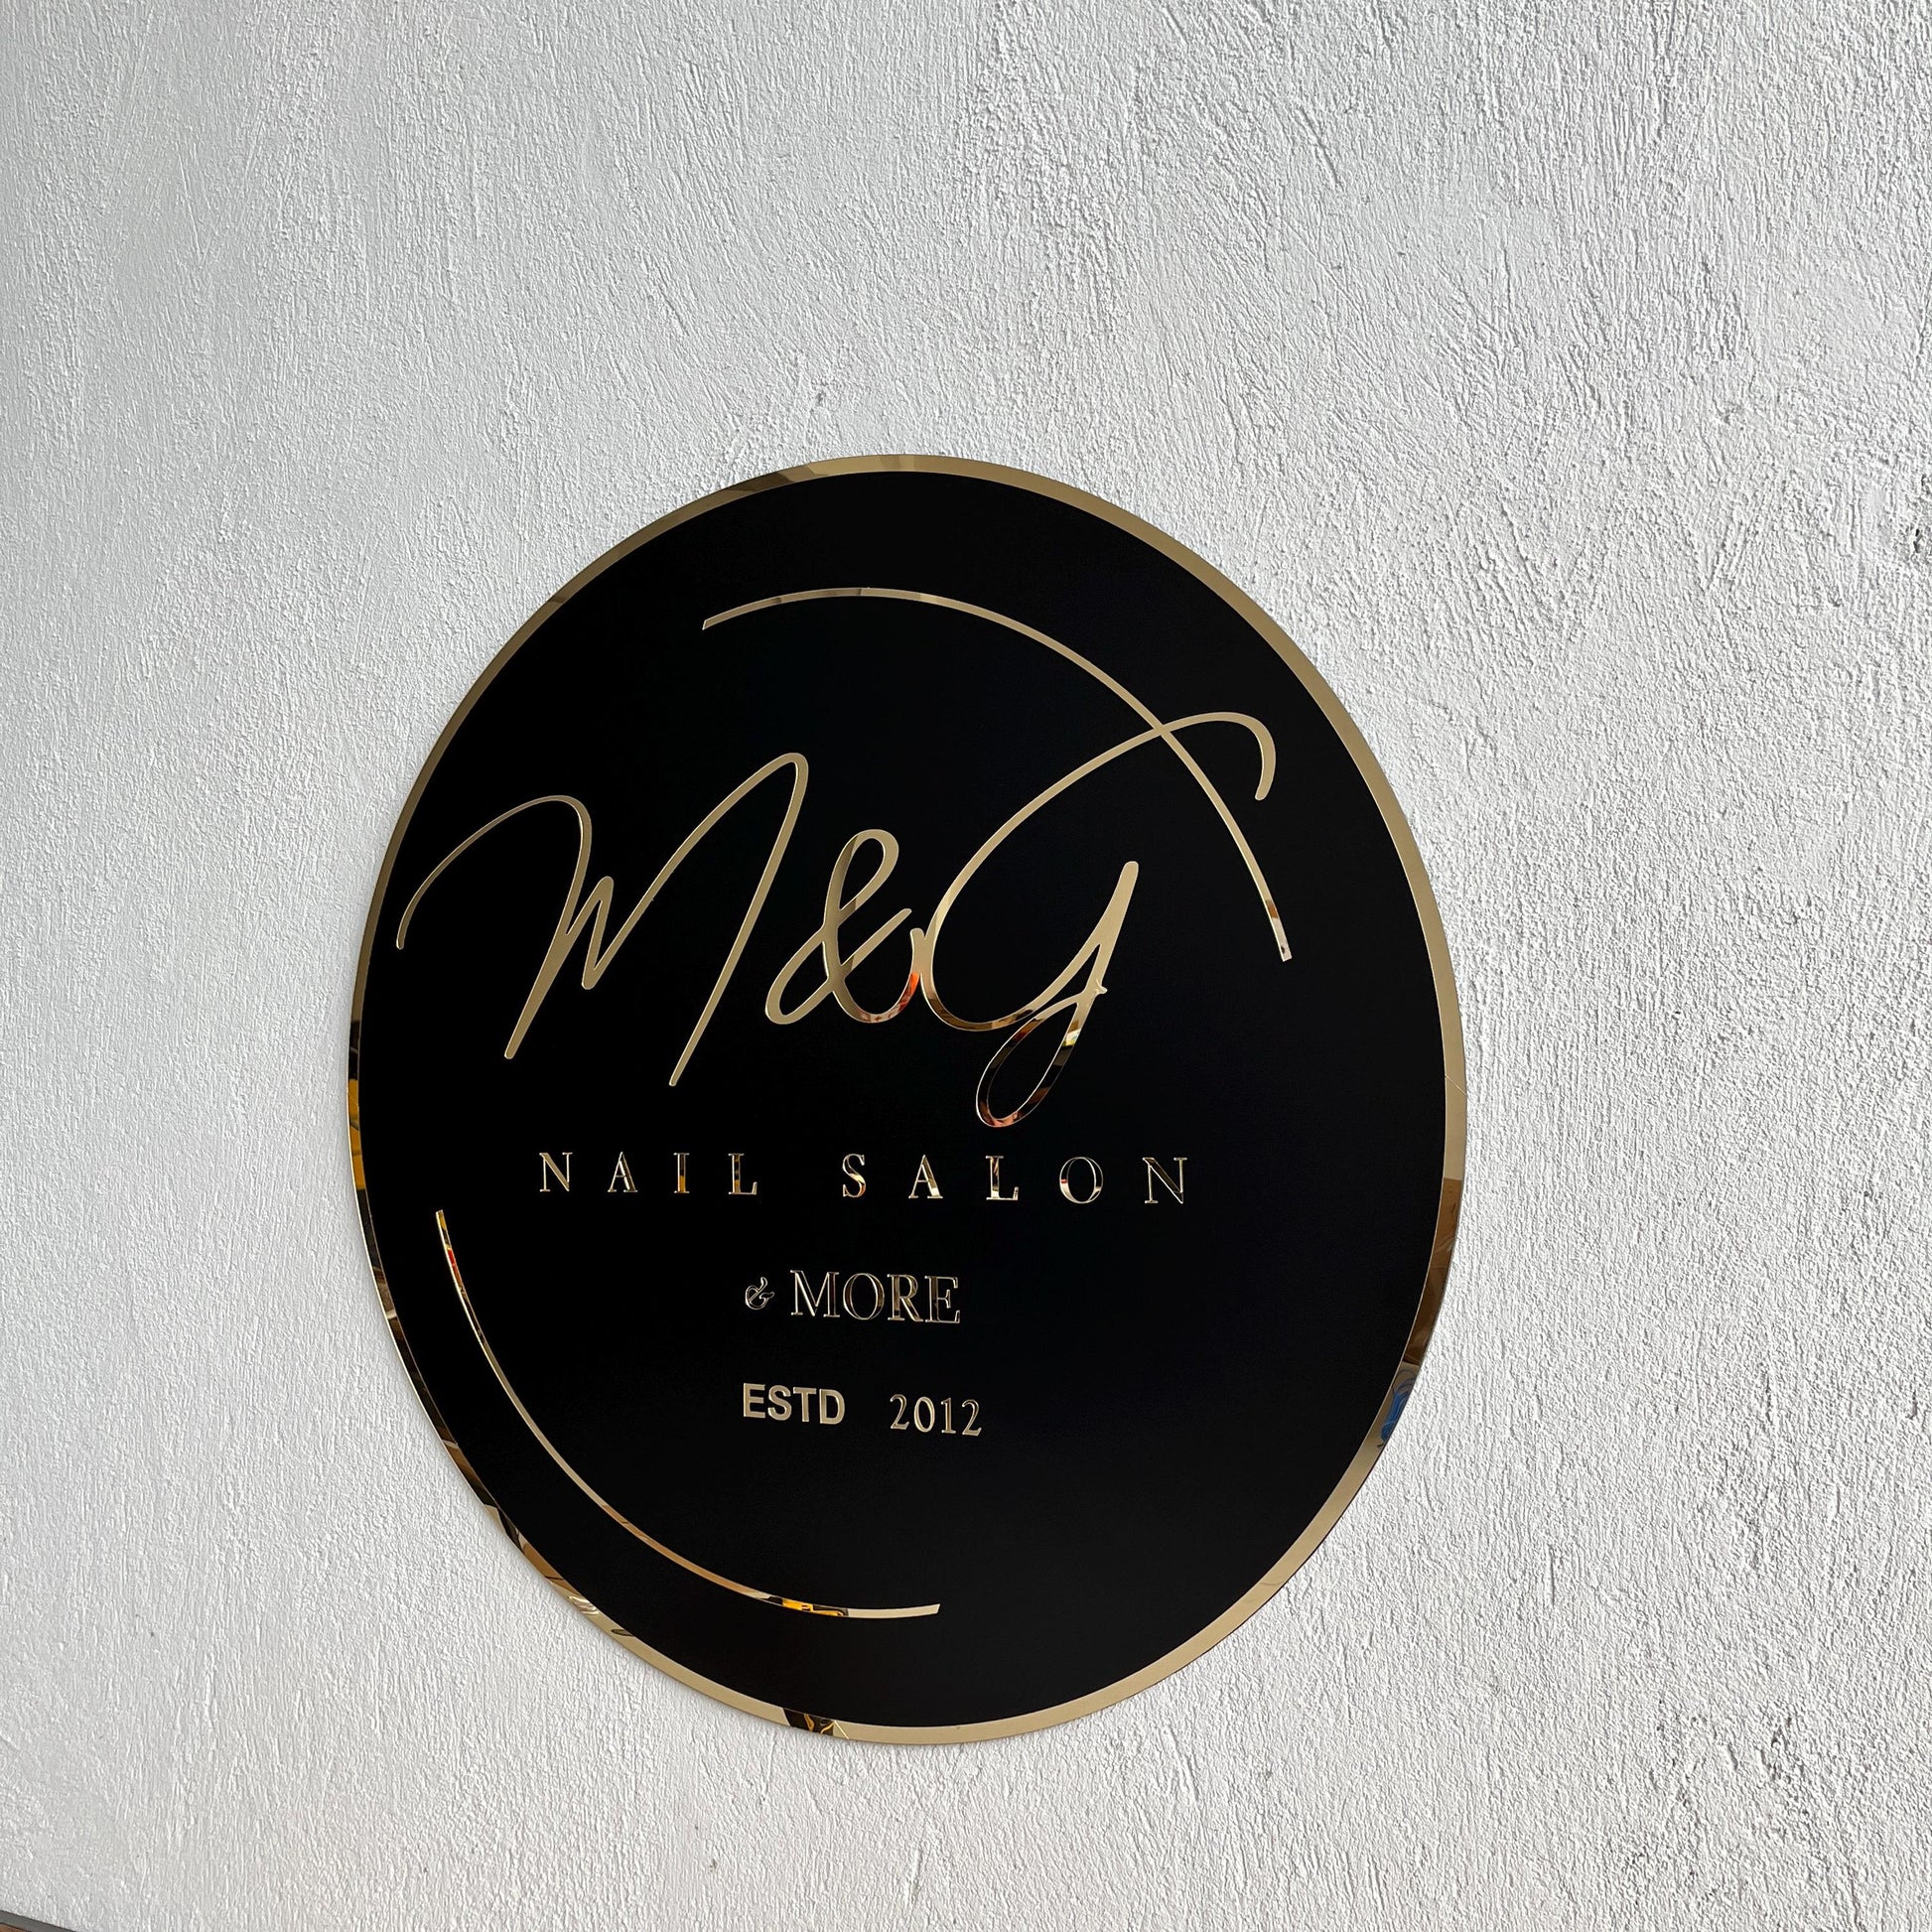 M&G
NAIL SALON
& MORE
ESTD 2012